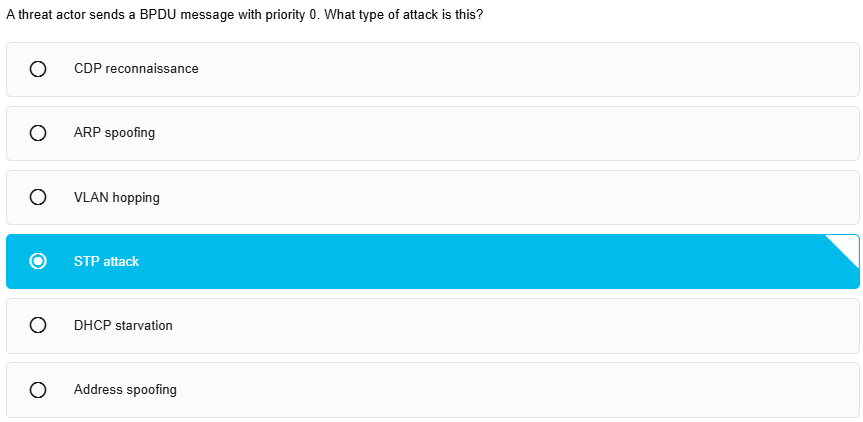 A threat actor sends a BPDU message with priority 0. What type of attack is this?
CDP reconnaissance
ARP spoofing
VLAN hopping
STP attack
DHCP starvation
Address spoofing